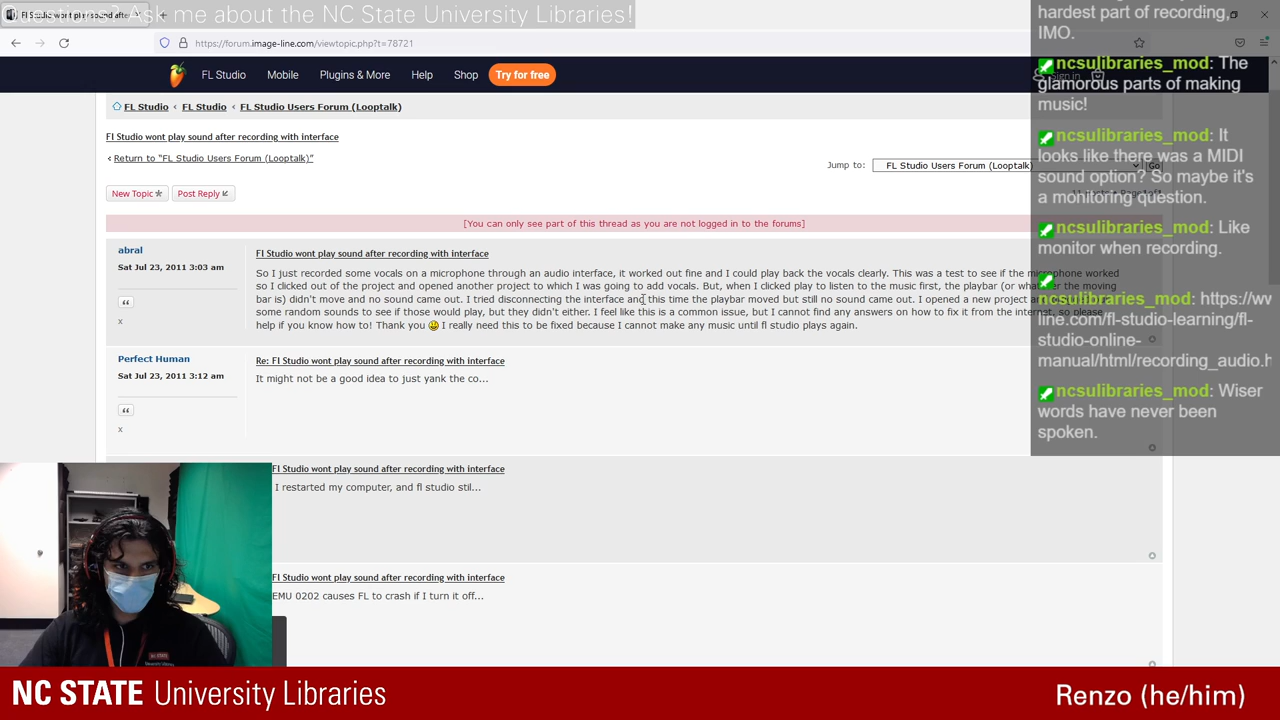 Questions? Ask me about the NC State University Libraries!
Fl Studio wont play sound after
https://forum.image-line.com/viewtopic.php?t=78721
FL Studio
Mobile
Plugins & More
Help
Shop
Try for free
Sign in
FL Studio ‹ FL Studio ‹ FL Studio Users Forum (Looptalk)
Fl Studio wont play sound after recording with interface
‹ Return to "FL Studio Users Forum (Looptalk)"
Jump to:
FL Studio Users Forum (Looptalk)
Go
New Topic
Post Reply
[You can only see part of this thread as you are not logged in to the forums]
abral
Sat Jul 23, 2011 3:03 am
x
Fl Studio wont play sound after recording with interface
So I just recorded some vocals on a microphone through an audio interface, it worked out fine and I could play back the vocals clearly. This was a test to see if the microphone worked
so I clicked out of the project and opened another project to which I was going to add vocals. But, when I clicked play to listen to the music first, the playbar (or whatever the moving
bar is) didn't move and no sound came out. I tried disconnecting the interface and this time the playbar moved but still no sound came out. I opened a new project and
some random sounds to see if those would play, but they didn't either. I feel like this is a common issue, but I cannot find any answers on how to fix it from the internet, so please
help if you know how to! Thank you I really need this to be fixed because I cannot make any music until fl studio plays again.
Perfect Human
Sat Jul 23, 2011 3:12 am
x
Re: Fl Studio wont play sound after recording with interface
It might not be a good idea to just yank the co...
Fl Studio wont play sound after recording with interface
I restarted my computer, and fl studio stil...
Fl Studio wont play sound after recording with interface
EMU 0202 causes FL to crash if I turn it off...
hardest part of recording,
IMO.
ncsulibraries_mod: The
glamorous parts of making
music!
ncsulibraries_mod: It
looks like there was a MIDI
sound option? So maybe it's
a monitoring question.
ncsulibraries_mod: Like
monitor when recording.
ncsulibraries_mod: https://ww
line.com/fl-studio-learning/fl-
studio-online-
manual/html/recording_audio.h
ncsulibraries_mod: Wiser
words have never been
spoken.
NC STATE University Libraries
Renzo (he/him)